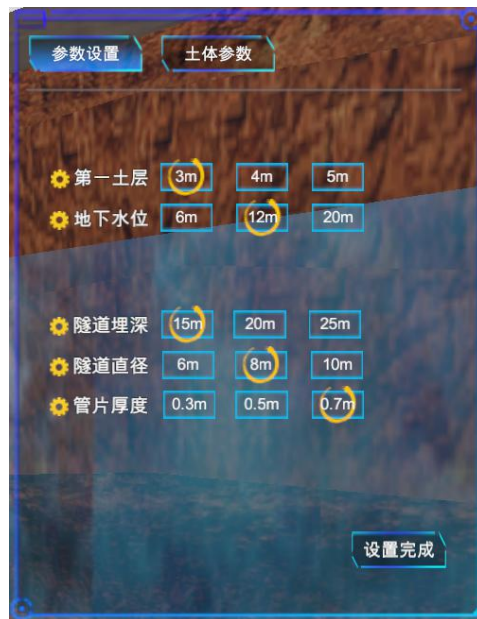 参数设置 土体参数
第一土层 3m 4m 5m
地下水位 6m 12m 20m
隧道埋深 15m 20m 25m
隧道直径 6m 8m 10m
管片厚度 0.3m 0.5m 0.7m
设置完成